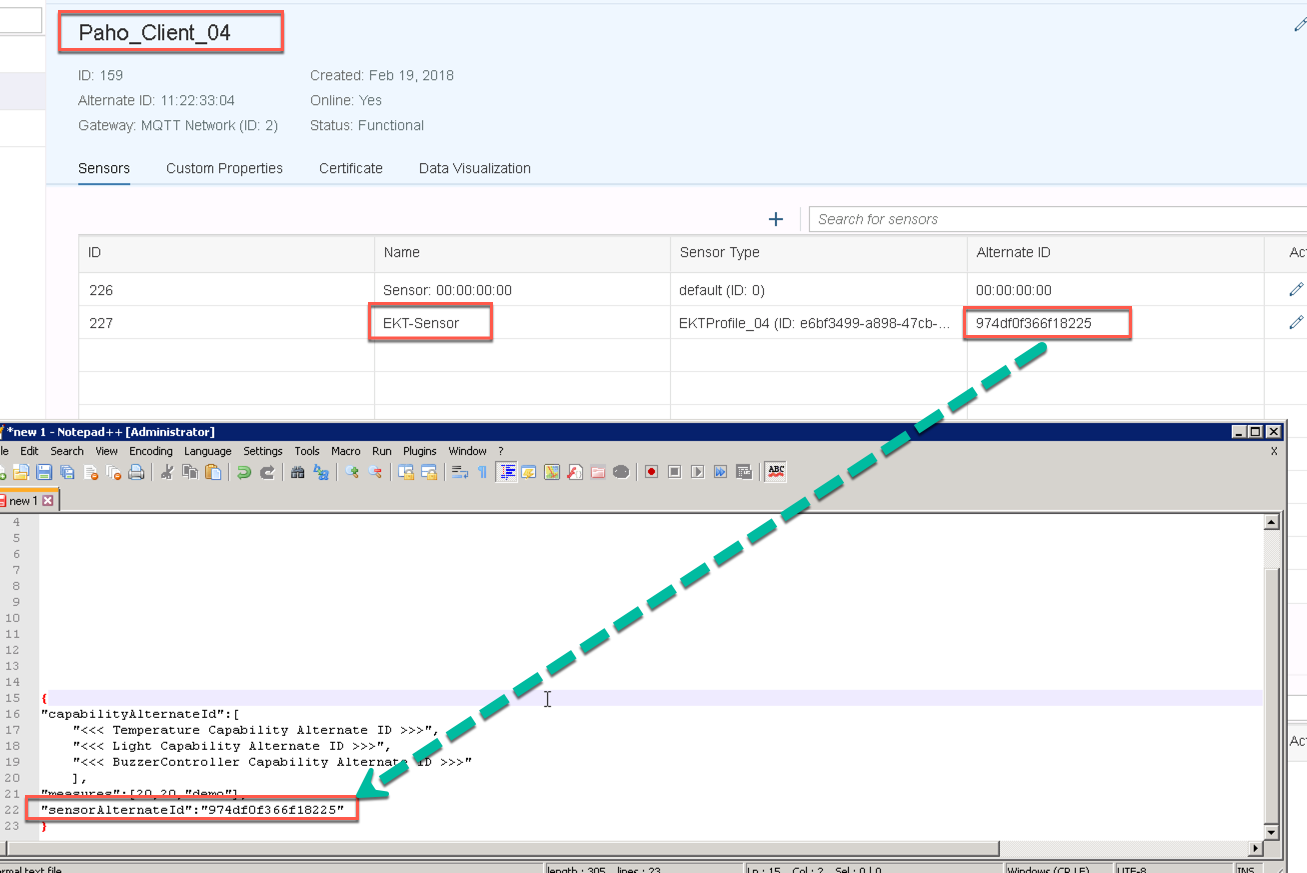 Paho_Client_04
ID: 159 Created: Feb 19, 2018
Alternate ID: 11:22:33:04 Online: Yes
Gateway: MQTT Network (ID: 2) Status: Functional
Sensors Custom Properties Certificate Data Visualization
Search for sensors
ID Name Sensor Type Alternate ID
226 Sensor: 00:00:00:00 default (ID: 0) 00:00:00:00
227 EKT-Sensor EKTProfile_04 (ID: e6bf3499-a898-47cb-... 974df0f366f18225
*new 1 - Notepad++ [Administrator]
Edit Search View Encoding Language Settings Tools Macro Run Plugins Window ? X
ABC
new 1
4
5
6
7
8
9
10
11
12
13
14
15 {
16 "capabilityAlternateId":[
17 "<<< Temperature Capability Alternate ID >>>",
18 "<<< Light Capability Alternate ID >>>",
19 "<<< BuzzerController Capability Alternate ID >>>"
20 ],
21 "measures":[20,20,"demo"],
22 "sensorAlternateId":"974df0f366f18225"
23 }
length : 305 lines : 23 Ln : 15 Col : 2 Sel : 0 | 0 Windows (CR LF) UTF-8 INS